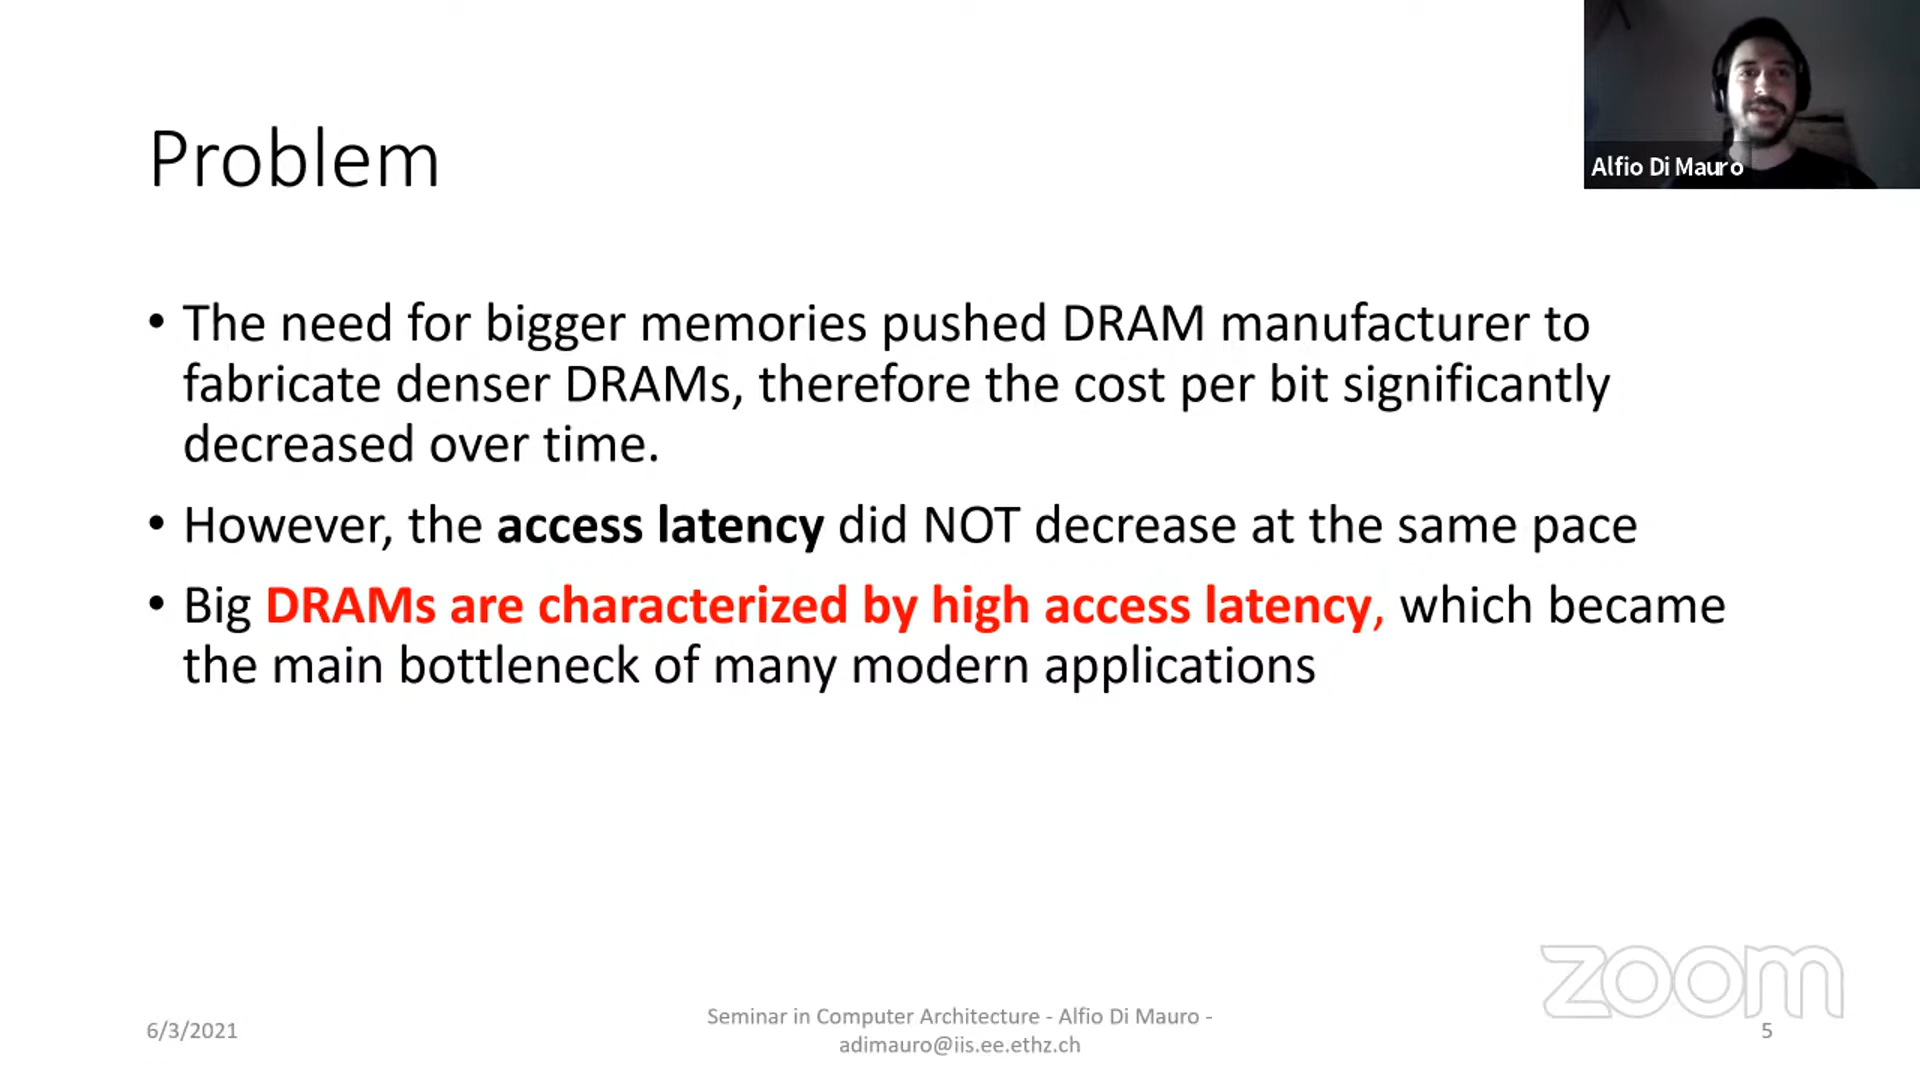 Alfio Di Mauro
Problem
• The need for bigger memories pushed DRAM manufacturer to
fabricate denser DRAMs, therefore the cost per bit significantly
decreased over time.
• However, the access latency did NOT decrease at the same pace
• Big DRAMs are characterized by high access latency, which became
the main bottleneck of many modern applications
zoom
6/3/2021
Seminar in Computer Architecture - Alfio Di Mauro -
adimauro@iis.ee.ethz.ch
5